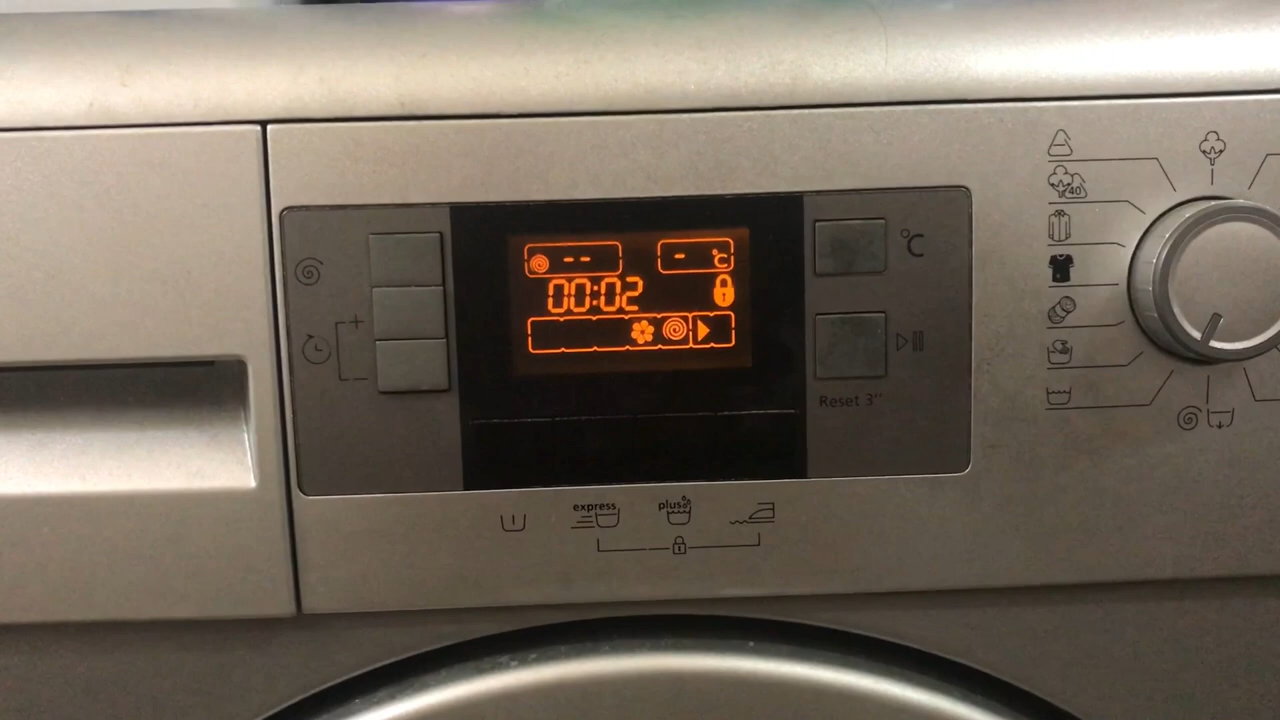 -- - °C
00:02
°C
Reset 3''
40
express
plus